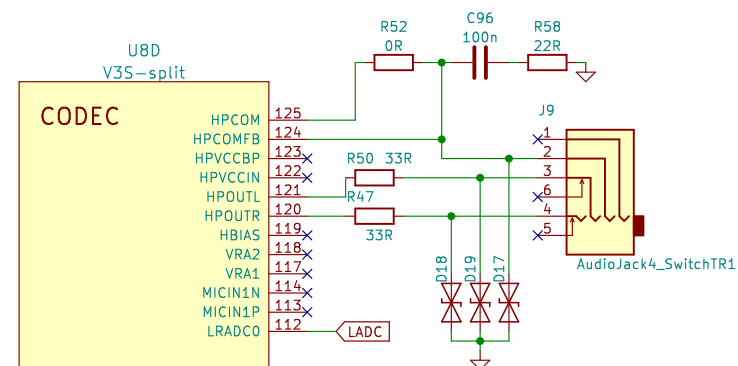 C96
R52
R58
100n
0R
22R
U8D
V3S-split
CODEC
J9
HPCOM 125
HPCOMFB 124
HPVCCBP 123
HPVCCIN 122
HPOUTL 121
HPOUTR 120
HBIAS 119
VRA2 118
VRA1 117
MICIN1N 114
MICIN1P 113
LRADC0 112
R50 33R
R47
33R
1
2
3
6
4
5
AudioJack4_SwitchTR1
D18
D19
D17
LADC